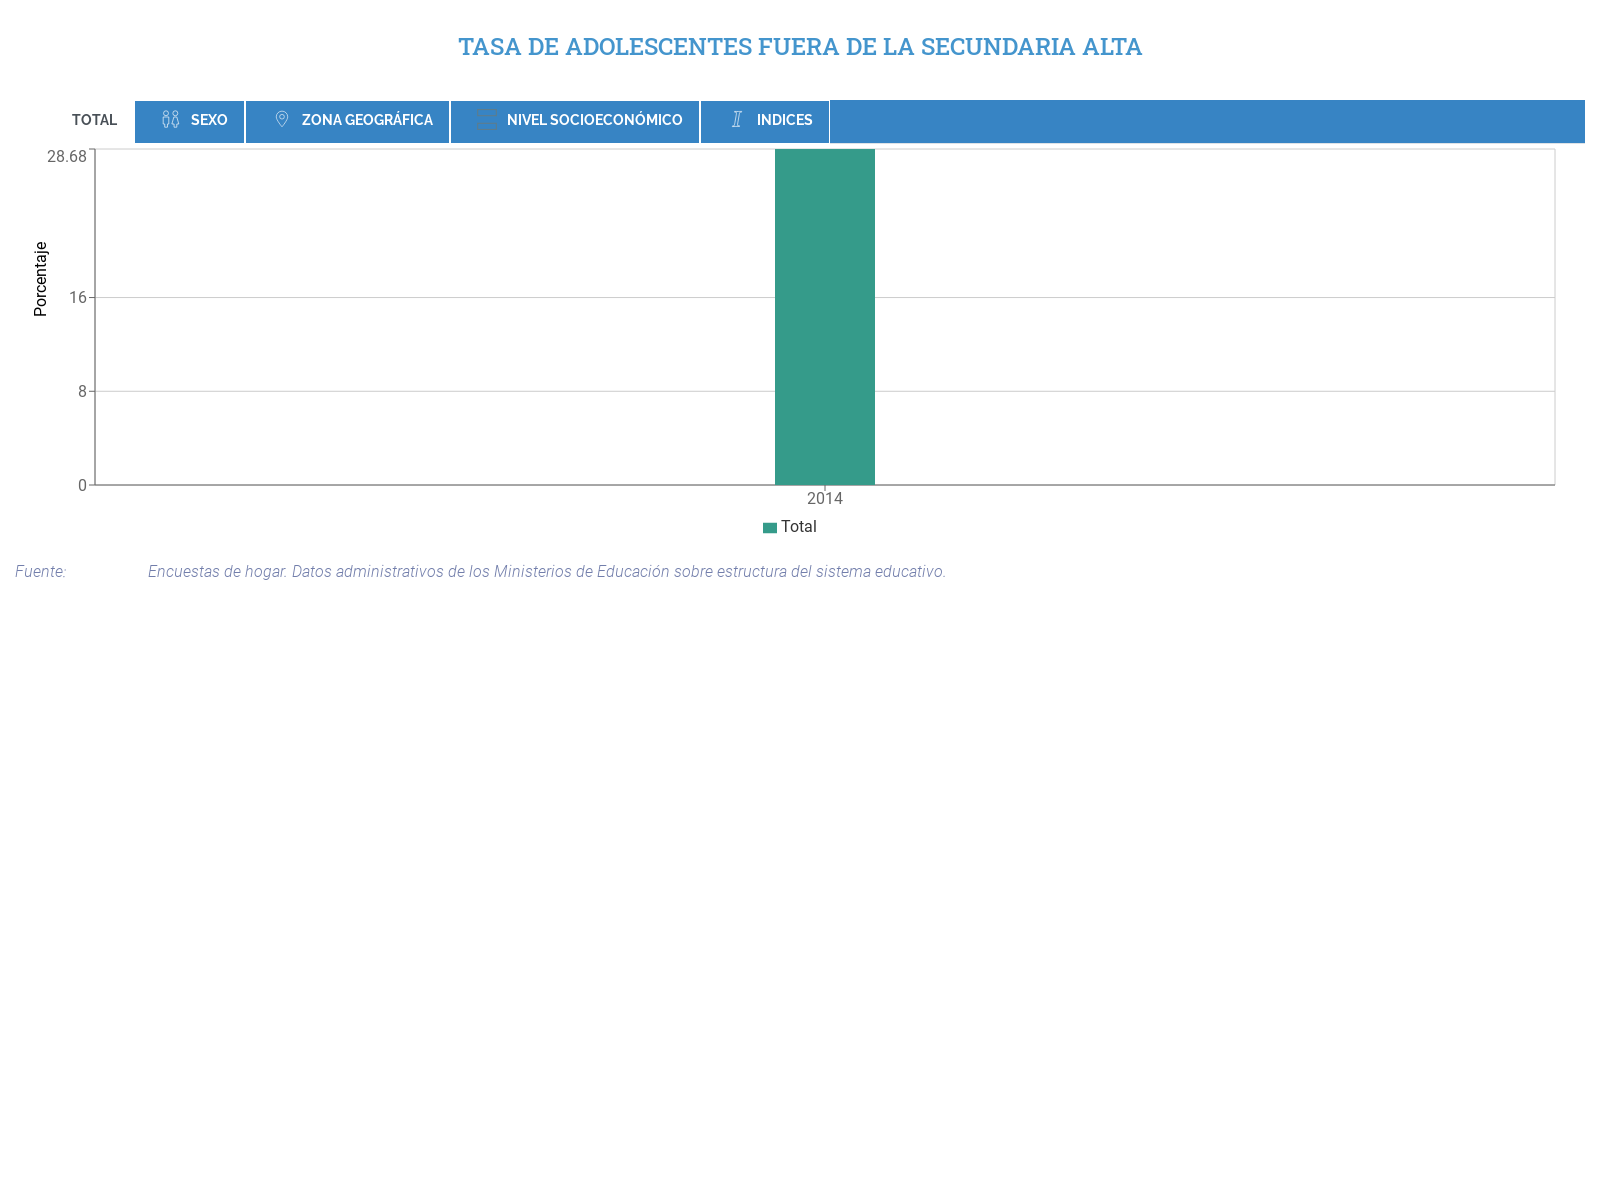 TASA DE ADOLESCENTES FUERA DE LA SECUNDARIA ALTA
TOTAL SEXO ZONA GEOGRÁFICA NIVEL SOCIOECONÓMICO INDICES
28.68
Porcentaje
16
8
0
2014
Total
Fuente: Encuestas de hogar. Datos administrativos de los Ministerios de Educación sobre estructura del sistema educativo.